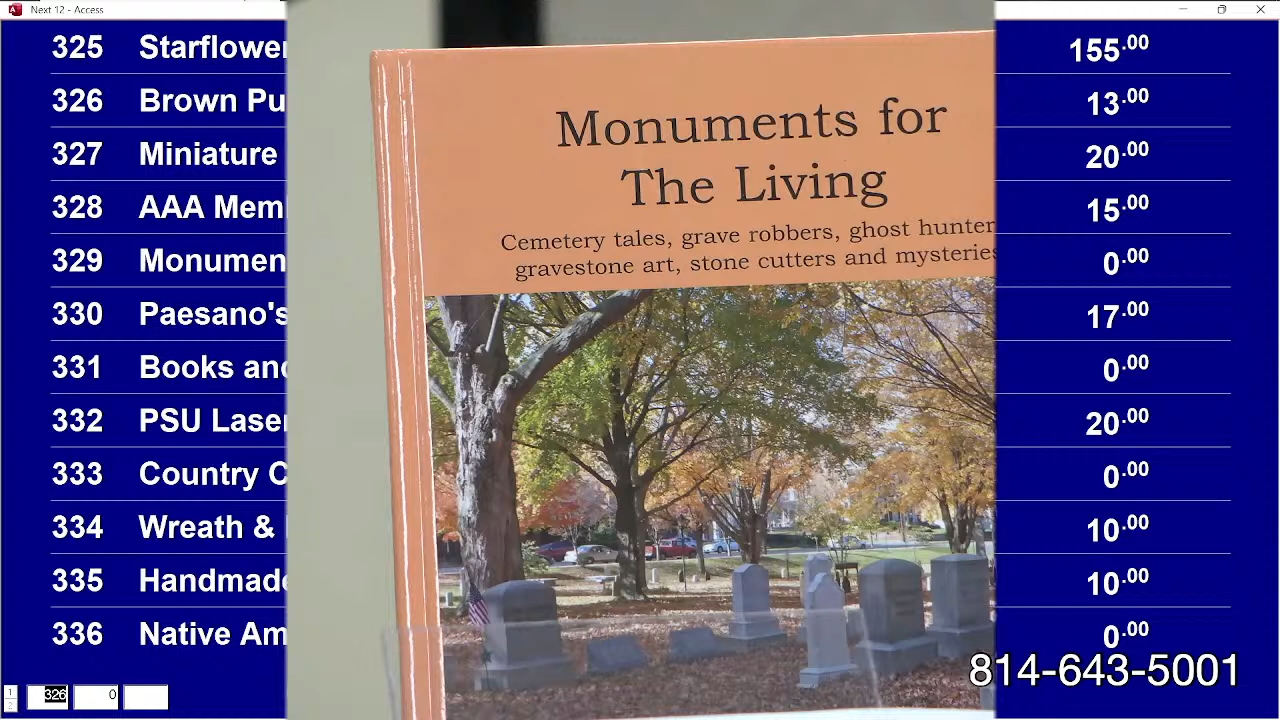 Next 12 - Access
325 Starflower 155.00
326 Brown Pu 13.00
327 Miniature 20.00
328 AAA Mem 15.00
329 Monumen 0.00
330 Paesano's 17.00
331 Books and 0.00
332 PSU Laser 20.00
333 Country C 0.00
334 Wreath & 10.00
335 Handmade 10.00
336 Native Am 0.00
Monuments for
The Living
Cemetery tales, grave robbers, ghost hunter
gravestone art, stone cutters and mysteries
814-643-5001
1
2
326
0